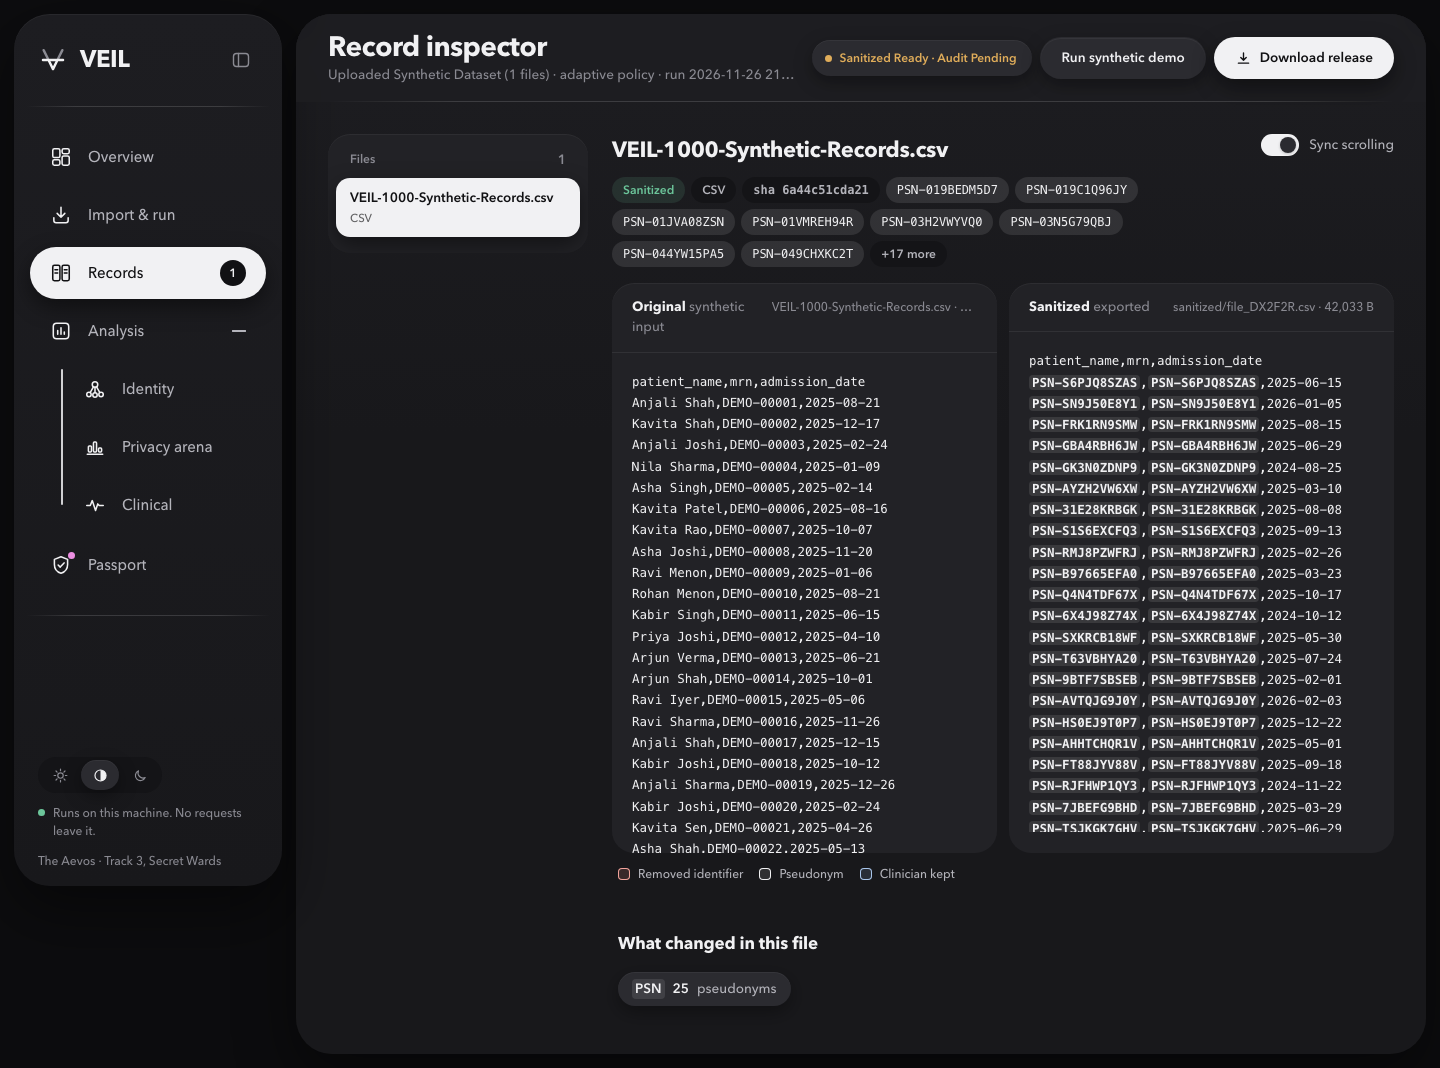 VEIL
Overview
Import & run
Records 1
Analysis
Identity
Privacy arena
Clinical
Passport
Runs on this machine. No requests
leave it.
The Aevos · Track 3, Secret Wards
Record inspector
Uploaded Synthetic Dataset (1 files) · adaptive policy · run 2026-11-26 21...
Sanitized Ready · Audit Pending
Run synthetic demo
Download release
Files 1
VEIL-1000-Synthetic-Records.csv
CSV
VEIL-1000-Synthetic-Records.csv
Sync scrolling
Sanitized CSV sha 6a44c51cda21 PSN-019BEDM5D7 PSN-019C1Q96JY
PSN-01JVA08ZSN PSN-01VMREH94R PSN-03H2VWYVQ0 PSN-03N5G79QBJ
PSN-044YW15PA5 PSN-049CHXKC2T +17 more
Original synthetic input VEIL-1000-Synthetic-Records.csv · ...
patient_name,mrn,admission_date
Anjali Shah,DEMO-00001,2025-08-21
Kavita Shah,DEMO-00002,2025-12-17
Anjali Joshi,DEMO-00003,2025-02-24
Nila Sharma,DEMO-00004,2025-01-09
Asha Singh,DEMO-00005,2025-02-14
Kavita Patel,DEMO-00006,2025-08-16
Kavita Rao,DEMO-00007,2025-10-07
Asha Joshi,DEMO-00008,2025-11-20
Ravi Menon,DEMO-00009,2025-01-06
Rohan Menon,DEMO-00010,2025-08-21
Kabir Singh,DEMO-00011,2025-06-15
Priya Joshi,DEMO-00012,2025-04-10
Arjun Verma,DEMO-00013,2025-06-21
Arjun Shah,DEMO-00014,2025-10-01
Ravi Iyer,DEMO-00015,2025-05-06
Ravi Sharma,DEMO-00016,2025-11-26
Anjali Shah,DEMO-00017,2025-12-15
Kabir Joshi,DEMO-00018,2025-10-12
Anjali Sharma,DEMO-00019,2025-12-26
Kabir Joshi,DEMO-00020,2025-02-24
Kavita Sen,DEMO-00021,2025-04-26
Asha Shah,DEMO-00022,2025-05-13
Sanitized exported sanitized/file_DX2F2R.csv · 42,033 B
patient_name,mrn,admission_date
PSN-S6PJQ8SZAS,PSN-S6PJQ8SZAS,2025-06-15
PSN-SN9J50E8Y1,PSN-SN9J50E8Y1,2026-01-05
PSN-FRK1RN9SMW,PSN-FRK1RN9SMW,2025-08-15
PSN-GBA4RBH6JW,PSN-GBA4RBH6JW,2025-06-29
PSN-GK3N0ZDNP9,PSN-GK3N0ZDNP9,2024-08-25
PSN-AYZH2VW6XW,PSN-AYZH2VW6XW,2025-03-10
PSN-31E28KRBGK,PSN-31E28KRBGK,2025-08-08
PSN-S1S6EXCFQ3,PSN-S1S6EXCFQ3,2025-09-13
PSN-RMJ8PZWFRJ,PSN-RMJ8PZWFRJ,2025-02-26
PSN-B97665EFA0,PSN-B97665EFA0,2025-03-23
PSN-Q4N4TDF67X,PSN-Q4N4TDF67X,2025-10-17
PSN-6X4J98Z74X,PSN-6X4J98Z74X,2024-10-12
PSN-SXKRCB18WF,PSN-SXKRCB18WF,2025-05-30
PSN-T63VBHYA20,PSN-T63VBHYA20,2025-07-24
PSN-9BTF7SBSEB,PSN-9BTF7SBSEB,2025-02-01
PSN-AVTQJG9J0Y,PSN-AVTQJG9J0Y,2026-02-03
PSN-HS0EJ9T0P7,PSN-HS0EJ9T0P7,2025-12-22
PSN-AHHTCHQR1V,PSN-AHHTCHQR1V,2025-05-01
PSN-FT88JYV88V,PSN-FT88JYV88V,2025-09-18
PSN-RJFHWP1QY3,PSN-RJFHWP1QY3,2024-11-22
PSN-7JBEFG9BHD,PSN-7JBEFG9BHD,2025-03-29
PSN-TSJKGK7GHV,PSN-TSJKGK7GHV,2025-06-29
Removed identifier Pseudonym Clinician kept
What changed in this file
PSN 25 pseudonyms